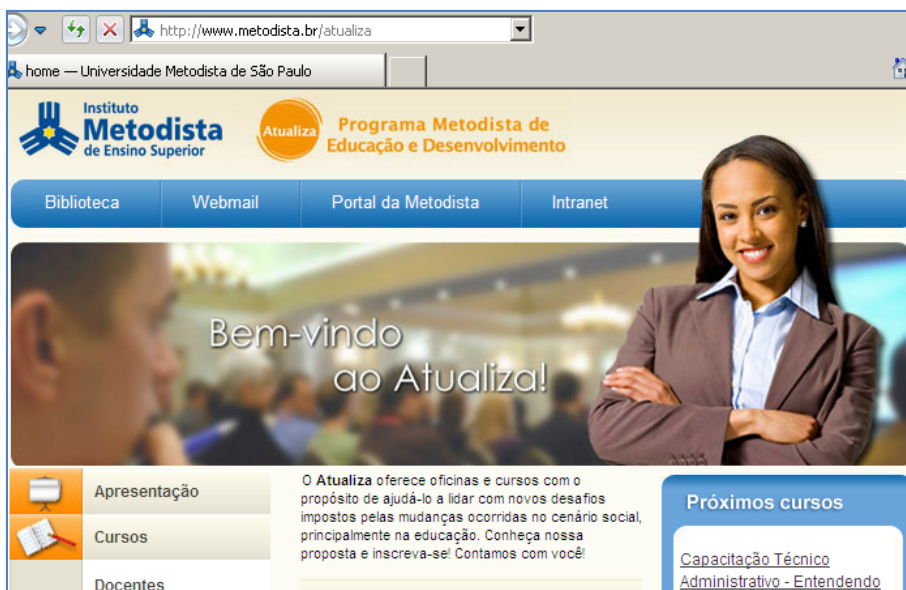 http://www.metodista.br/atualiza
home — Universidade Metodista de São Paulo
Instituto
Metodista
de Ensino Superior
Atualiza
Programa Metodista de
Educação e Desenvolvimento
Biblioteca
Webmail
Portal da Metodista
Intranet
Bem-vindo
ao Atualiza!
Apresentação
Cursos
Docentes
O Atualiza oferece oficinas e cursos com o
propósito de ajudá-lo a lidar com novos desafios
impostos pelas mudanças ocorridas no cenário social,
principalmente na educação. Conheça nossa
proposta e inscreva-se! Contamos com você!
Próximos cursos
Capacitação Técnico
Administrativo - Entendendo